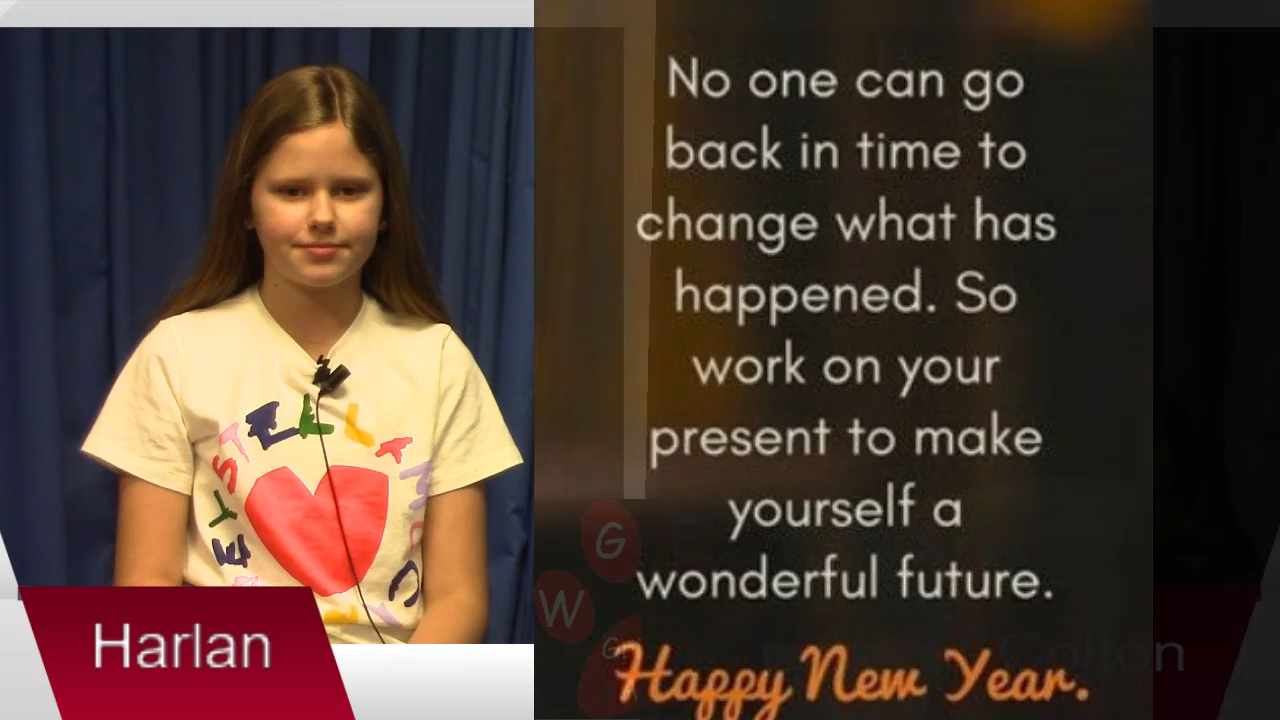 No one can go
back in time to
change what has
happened. So
work on your
present to make
yourself a
wonderful future.
Happy New Year.
Harlan
G
W
G